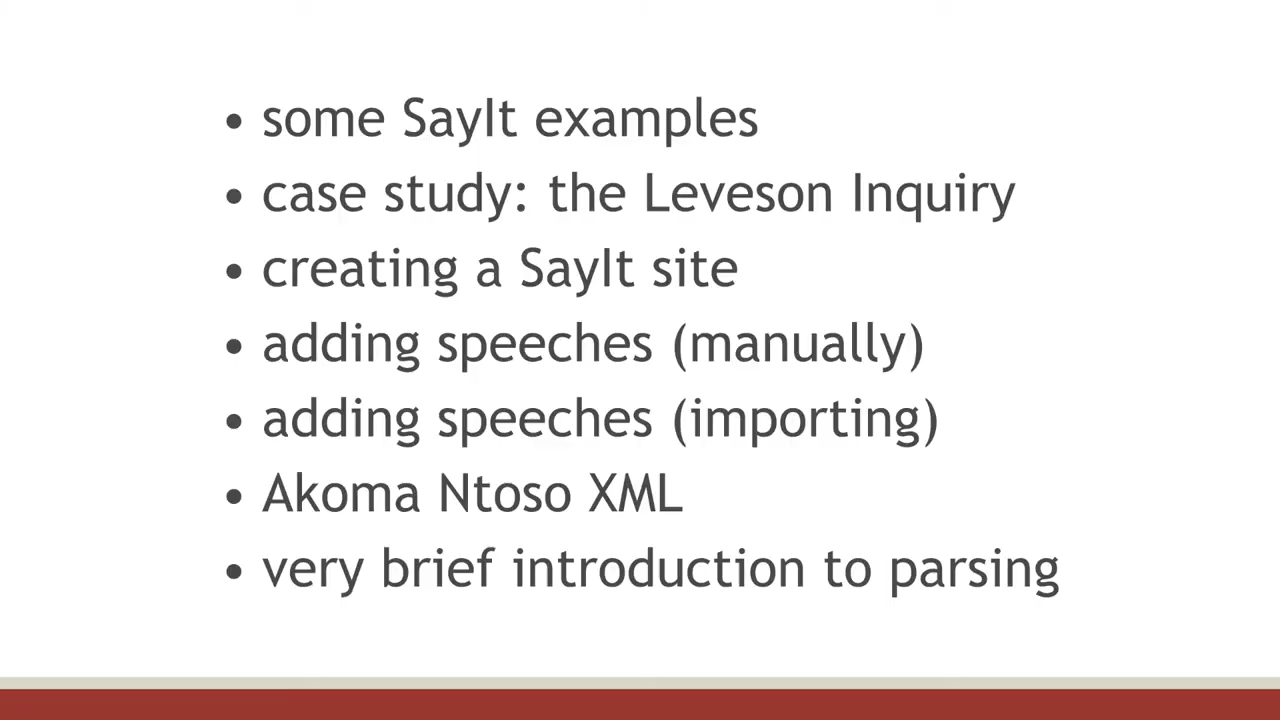 • some SayIt examples
• case study: the Leveson Inquiry
• creating a SayIt site
• adding speeches (manually)
• adding speeches (importing)
• Akoma Ntoso XML
• very brief introduction to parsing